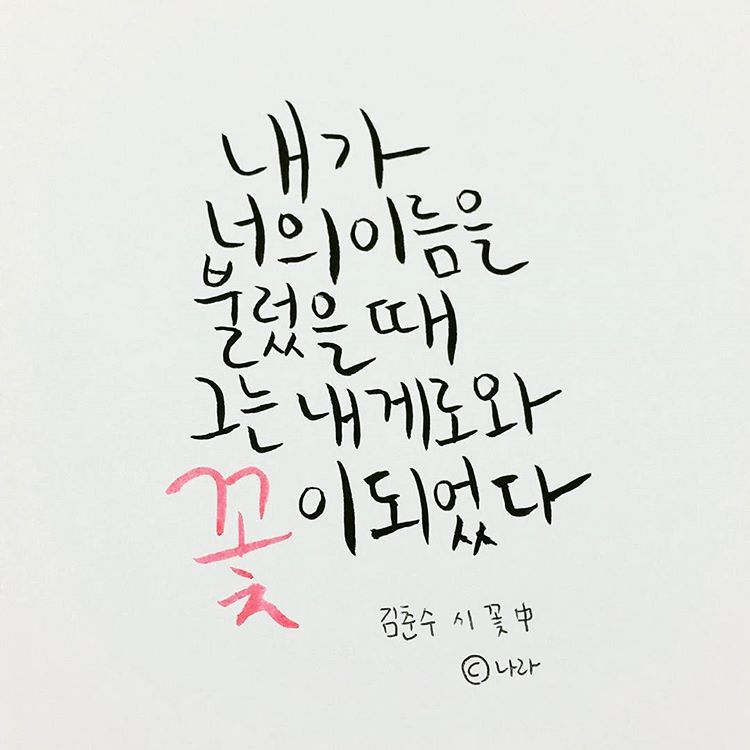 내가
너의 이름을
불렀을 때
그는 내게로 와
꽃이 되었다
김춘수 시 꽃 中
ⓒ나라